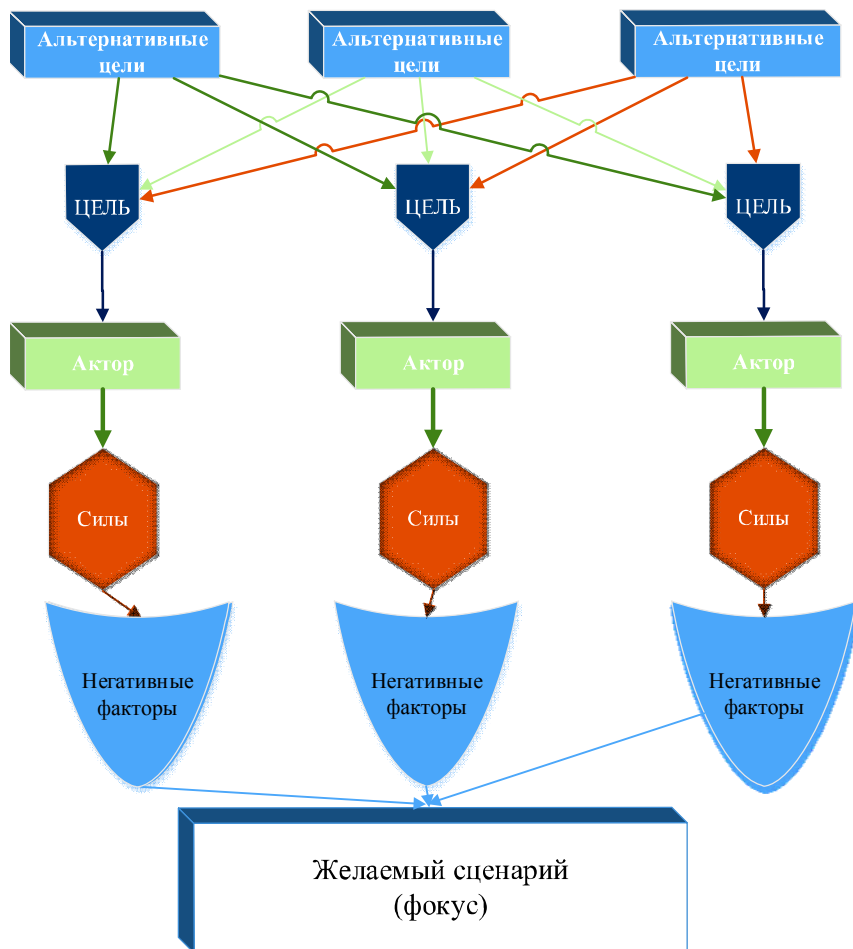 Альтернативные
цели
Альтернативные
цели
Альтернативные
цели
ЦЕЛЬ
ЦЕЛЬ
ЦЕЛЬ
Актор
Актор
Актор
Силы
Силы
Силы
Негативные
факторы
Негативные
факторы
Негативные
факторы
Желаемый сценарий
(фокус)